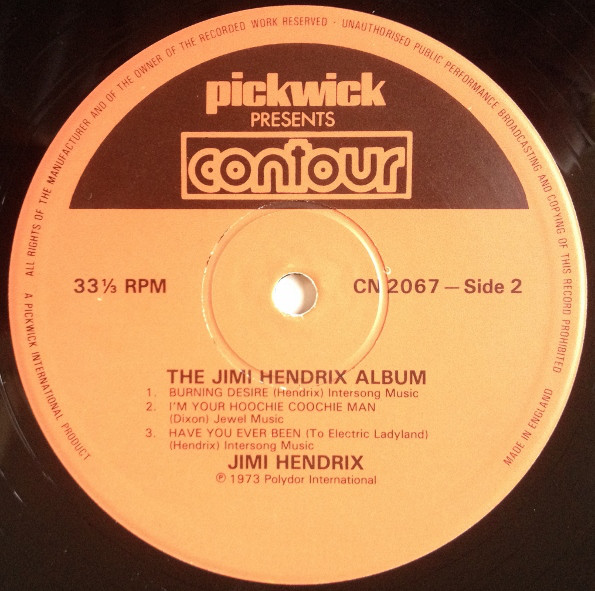 ALL RIGHTS OF THE MANUFACTURER AND OF THE OWNER OF THE RECORDED WORK RESERVED - UNAUTHORISED PUBLIC PERFORMANCE BROADCASTING AND COPYING OF THIS RECORD PROHIBITED
pickwick
PRESENTS
contour
33⅓ RPM
CN 2067 – Side 2
THE JIMI HENDRIX ALBUM
1. BURNING DESIRE (Hendrix) Intersong Music
2. I'M YOUR HOOCHIE COOCHIE MAN
(Dixon) Jewel Music
3. HAVE YOU EVER BEEN (To Electric Ladyland)
(Hendrix) Intersong Music
JIMI HENDRIX
℗ 1973 Polydor International
A PICKWICK INTERNATIONAL PRODUCT
MADE IN ENGLAND